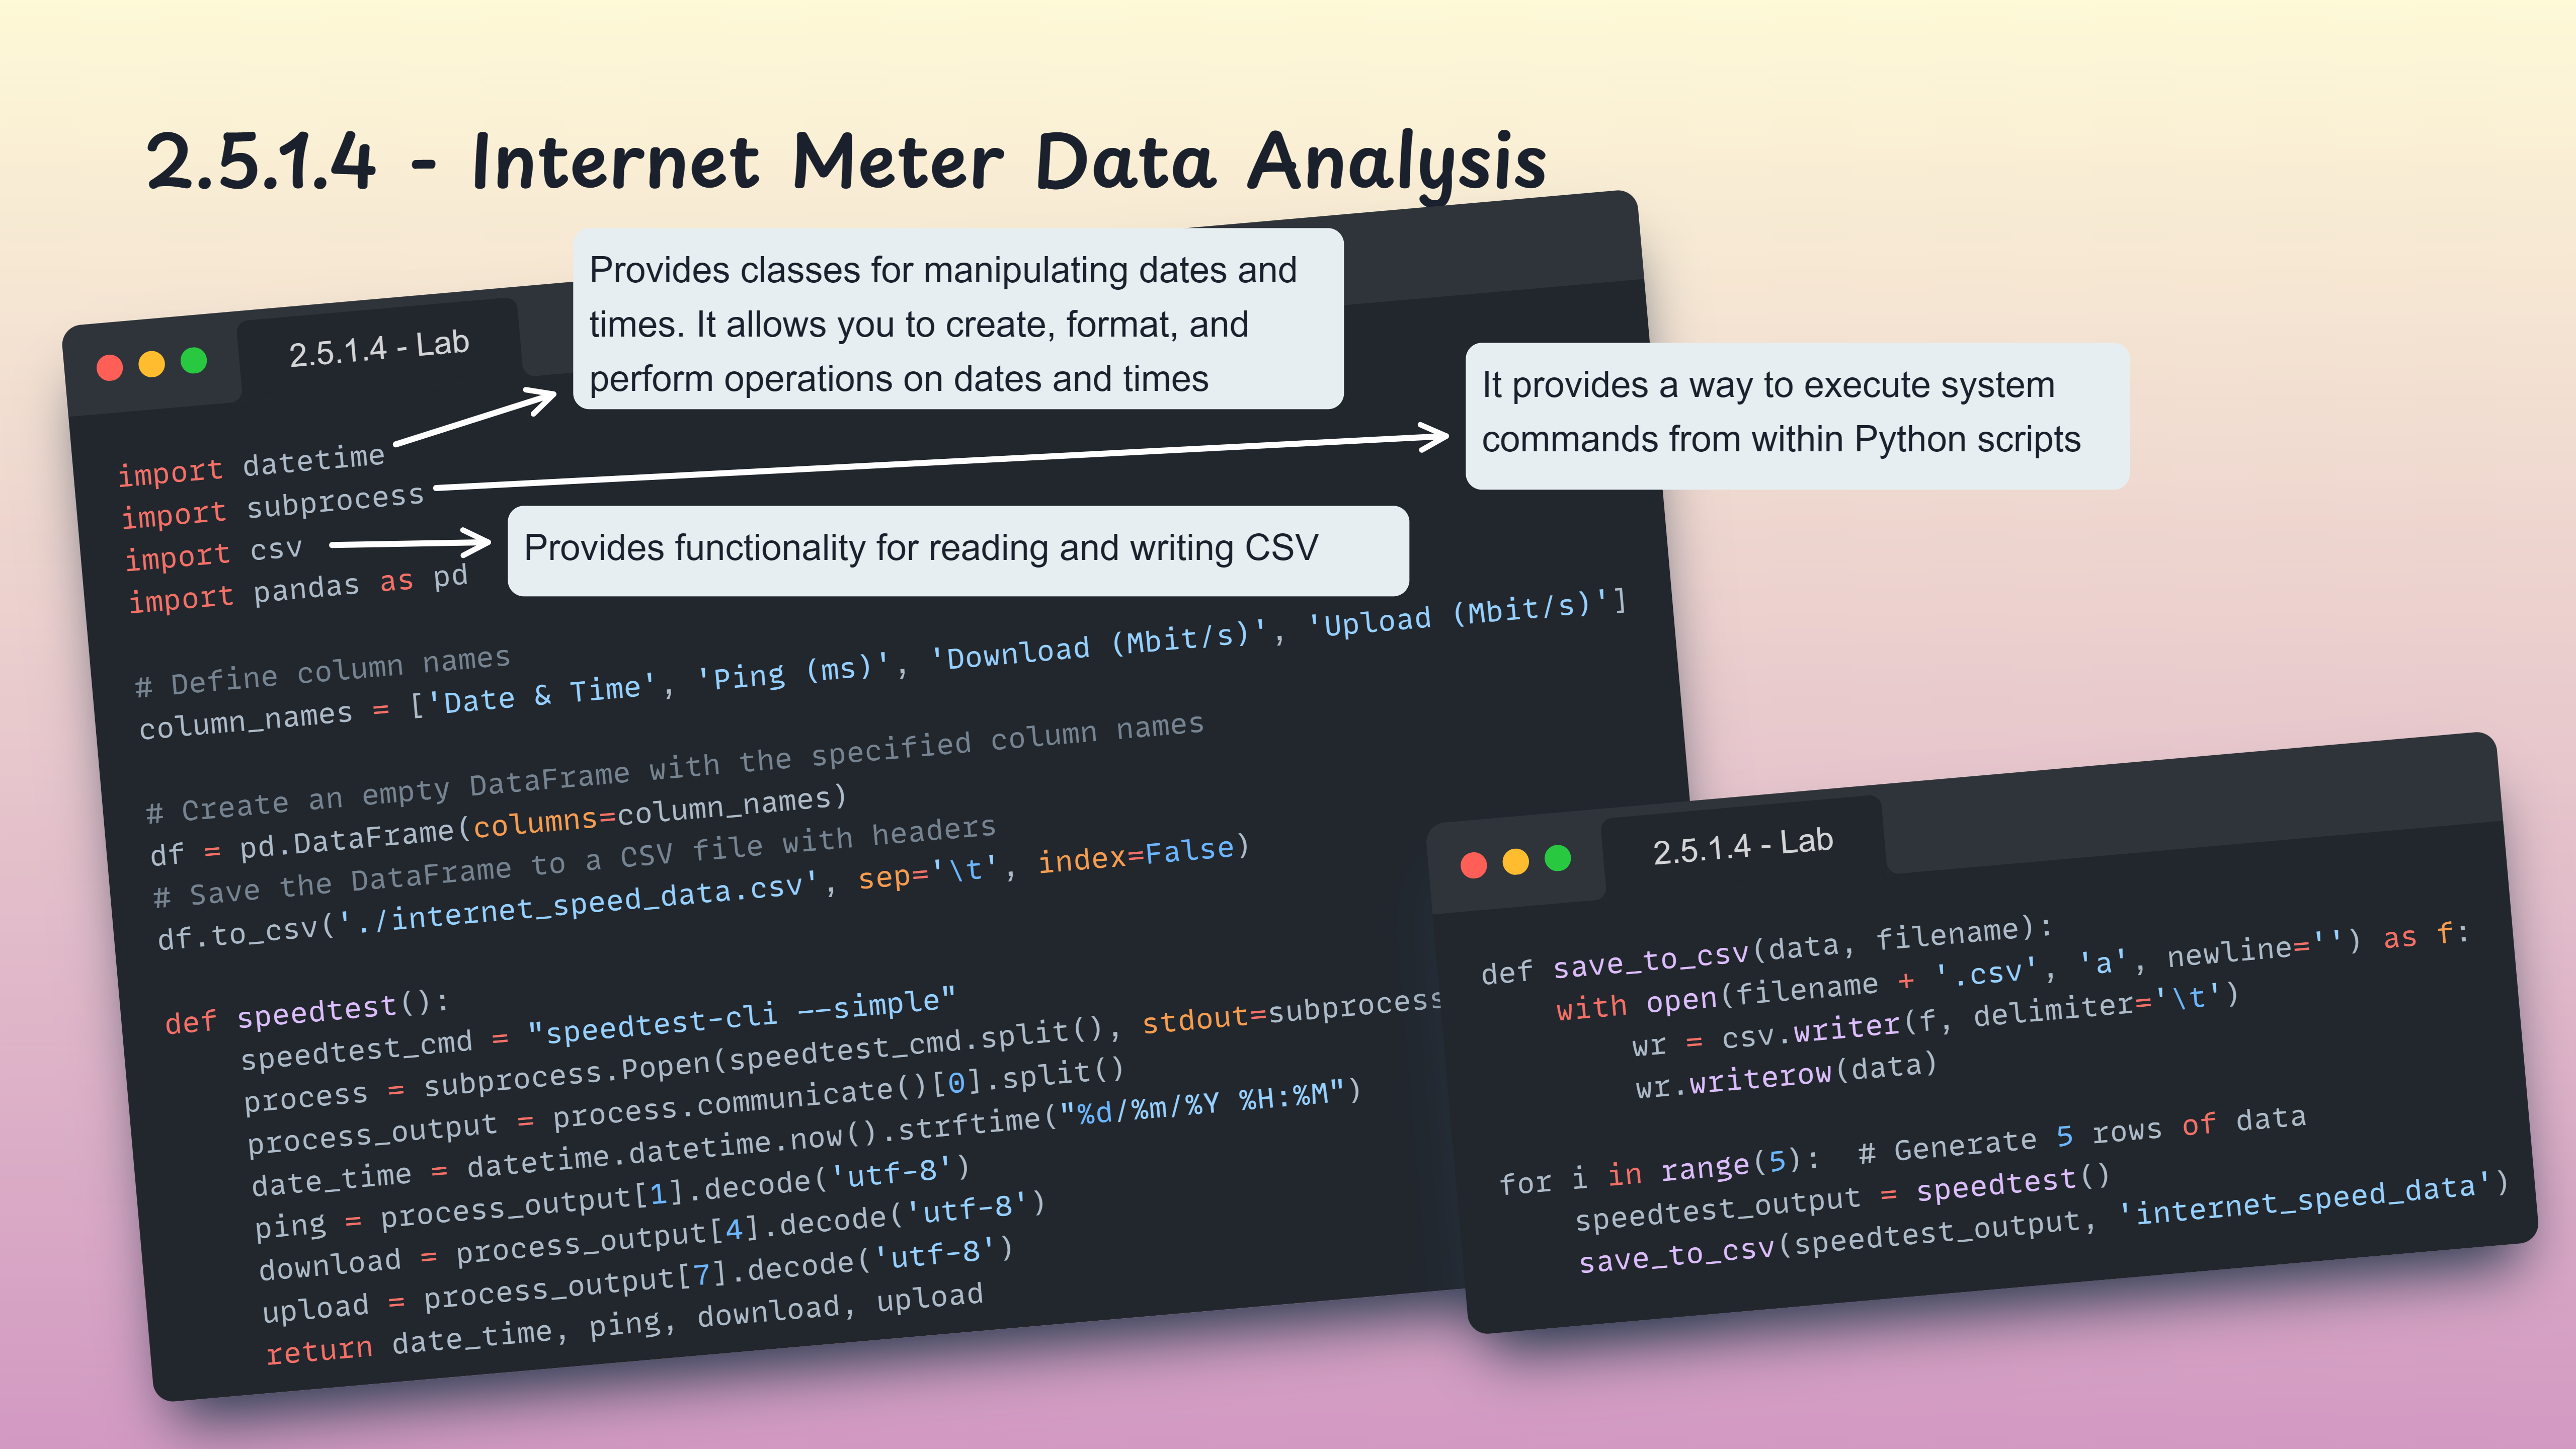 2.5.1.4 - Internet Meter Data Analysis
Provides classes for manipulating dates and
times. It allows you to create, format, and
perform operations on dates and times
It provides a way to execute system
commands from within Python scripts
Provides functionality for reading and writing CSV
2.5.1.4 - Lab
import datetime
import subprocess
import csv
import pandas as pd
# Define column names
column_names = ['Date & Time', 'Ping (ms)', 'Download (Mbit/s)', 'Upload (Mbit/s)']
# Create an empty DataFrame with the specified column names
df = pd.DataFrame(columns=column_names)
# Save the DataFrame to a CSV file with headers
df.to_csv('./internet_speed_data.csv', sep='\t', index=False)
def speedtest():
    speedtest_cmd = "speedtest-cli --simple"
    process = subprocess.Popen(speedtest_cmd.split(), stdout=subprocess
    process_output = process.communicate()[0].split()
    date_time = datetime.datetime.now().strftime("%d/%m/%Y %H:%M")
    ping = process_output[1].decode('utf-8')
    download = process_output[4].decode('utf-8')
    upload = process_output[7].decode('utf-8')
    return date_time, ping, download, upload
2.5.1.4 - Lab
def save_to_csv(data, filename):
    with open(filename + '.csv', 'a', newline='') as f:
        wr = csv.writer(f, delimiter='\t')
        wr.writerow(data)
for i in range(5):  # Generate 5 rows of data
    speedtest_output = speedtest()
    save_to_csv(speedtest_output, 'internet_speed_data')